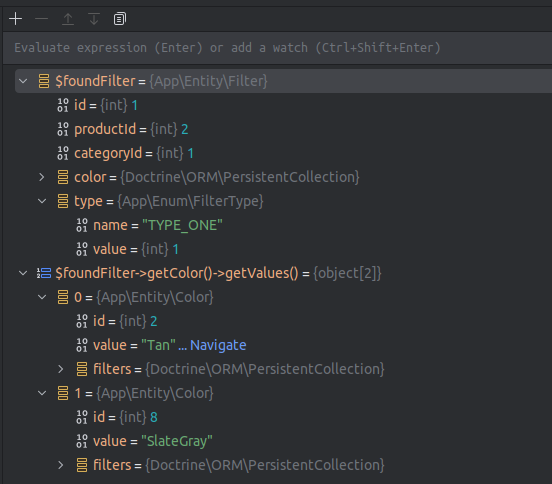 Evaluate expression (Enter) or add a watch (Ctrl+Shift+Enter)
$foundFilter = {App\Entity\Filter}
id = {int} 1
productId = {int} 2
categoryId = {int} 1
color = {Doctrine\ORM\PersistentCollection}
type = {App\Enum\FilterType}
name = "TYPE_ONE"
value = {int} 1
$foundFilter->getColor()->getValues() = {object[2]}
0 = {App\Entity\Color}
id = {int} 2
value = "Tan" ... Navigate
filters = {Doctrine\ORM\PersistentCollection}
1 = {App\Entity\Color}
id = {int} 8
value = "SlateGray"
filters = {Doctrine\ORM\PersistentCollection}